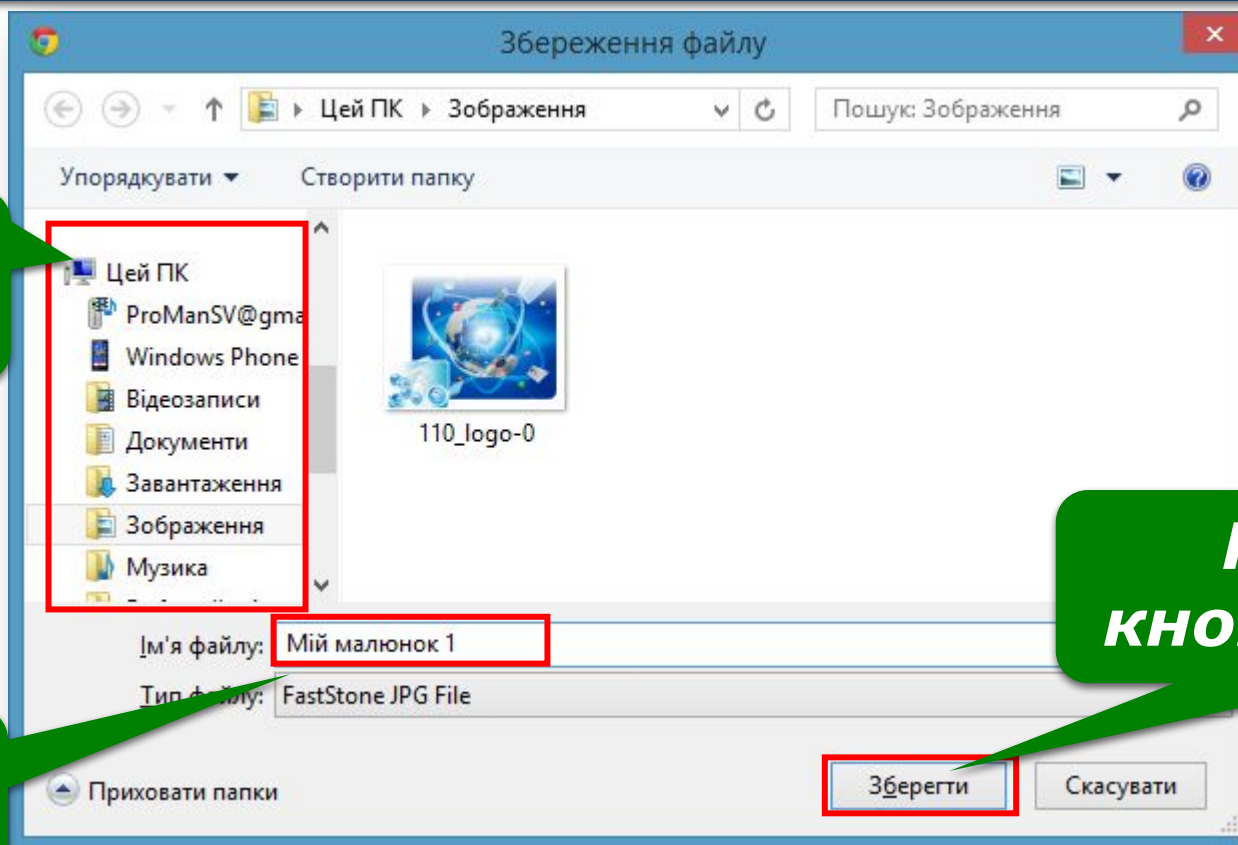 Збереження файлу
Цей ПК Зображення
Пошук: Зображення
Упорядкувати Створити папку
Цей ПК
ProManSV@gma
Windows Phone
Відеозаписи
Документи
Завантаження
Зображення
Музика
110_logo-0
Ім'я файлу: Мій малюнок 1
Тип файлу: FastStone JPG File
Приховати папки
Зберегти Скасувати